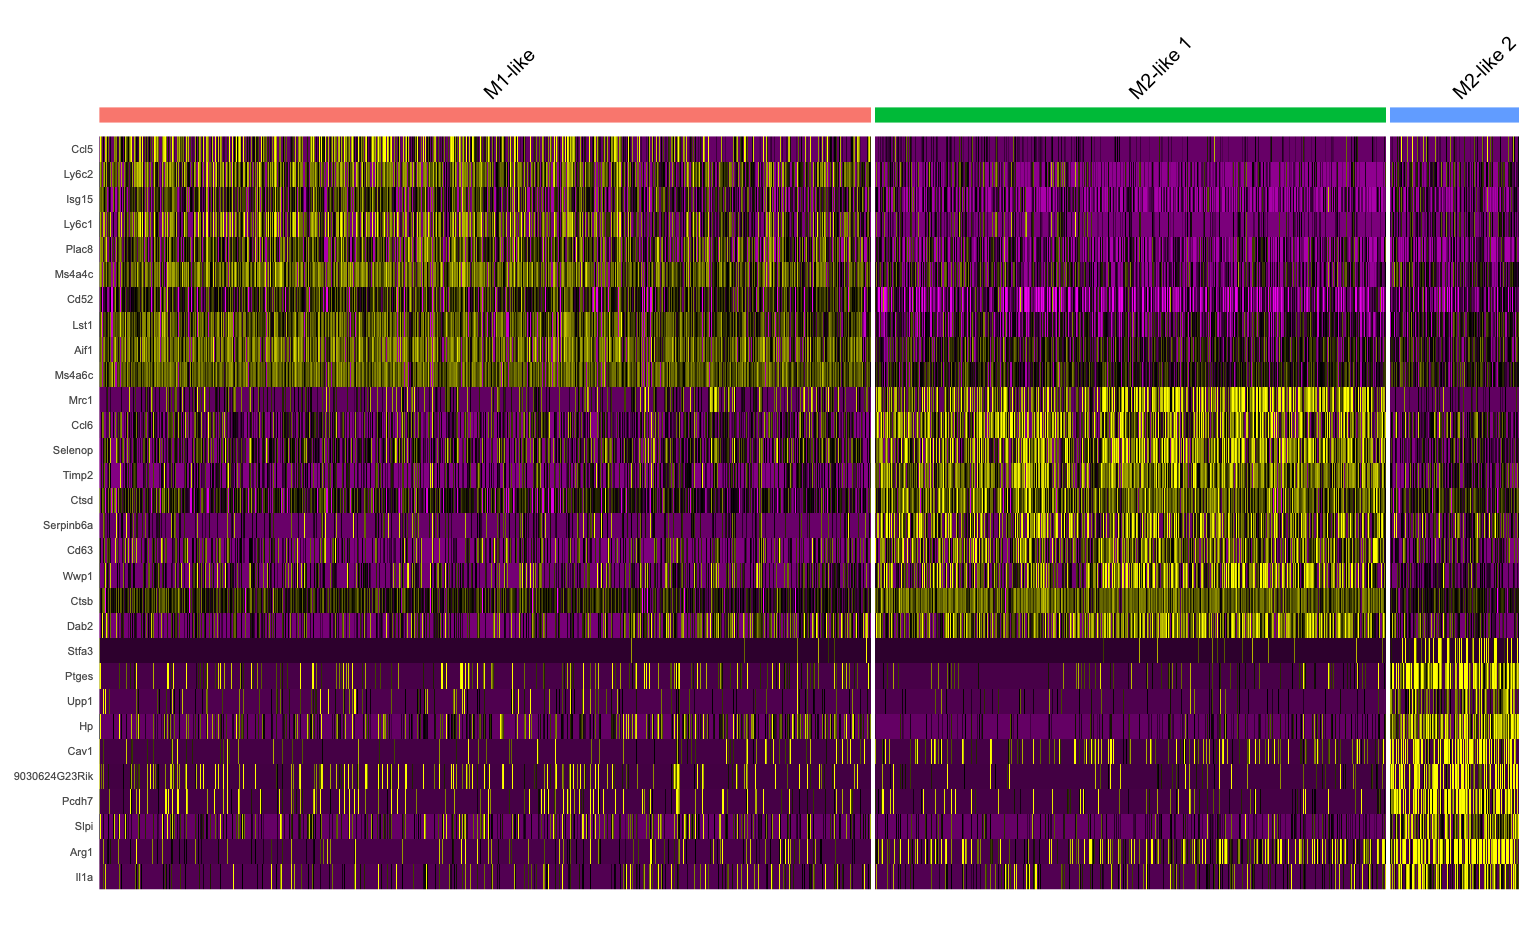 M1-like
M2-like 1
M2-like 2
Ccl5
Ly6c2
Isg15
Ly6c1
Plac8
Ms4a4c
Cd52
Lst1
Aif1
Ms4a6c
Mrc1
Ccl6
Selenop
Timp2
Ctsd
Serpinb6a
Cd63
Wwp1
Ctsb
Dab2
Stfa3
Ptges
Upp1
Hp
Cav1
9030624G23Rik
Pcdh7
Slpi
Arg1
Il1a